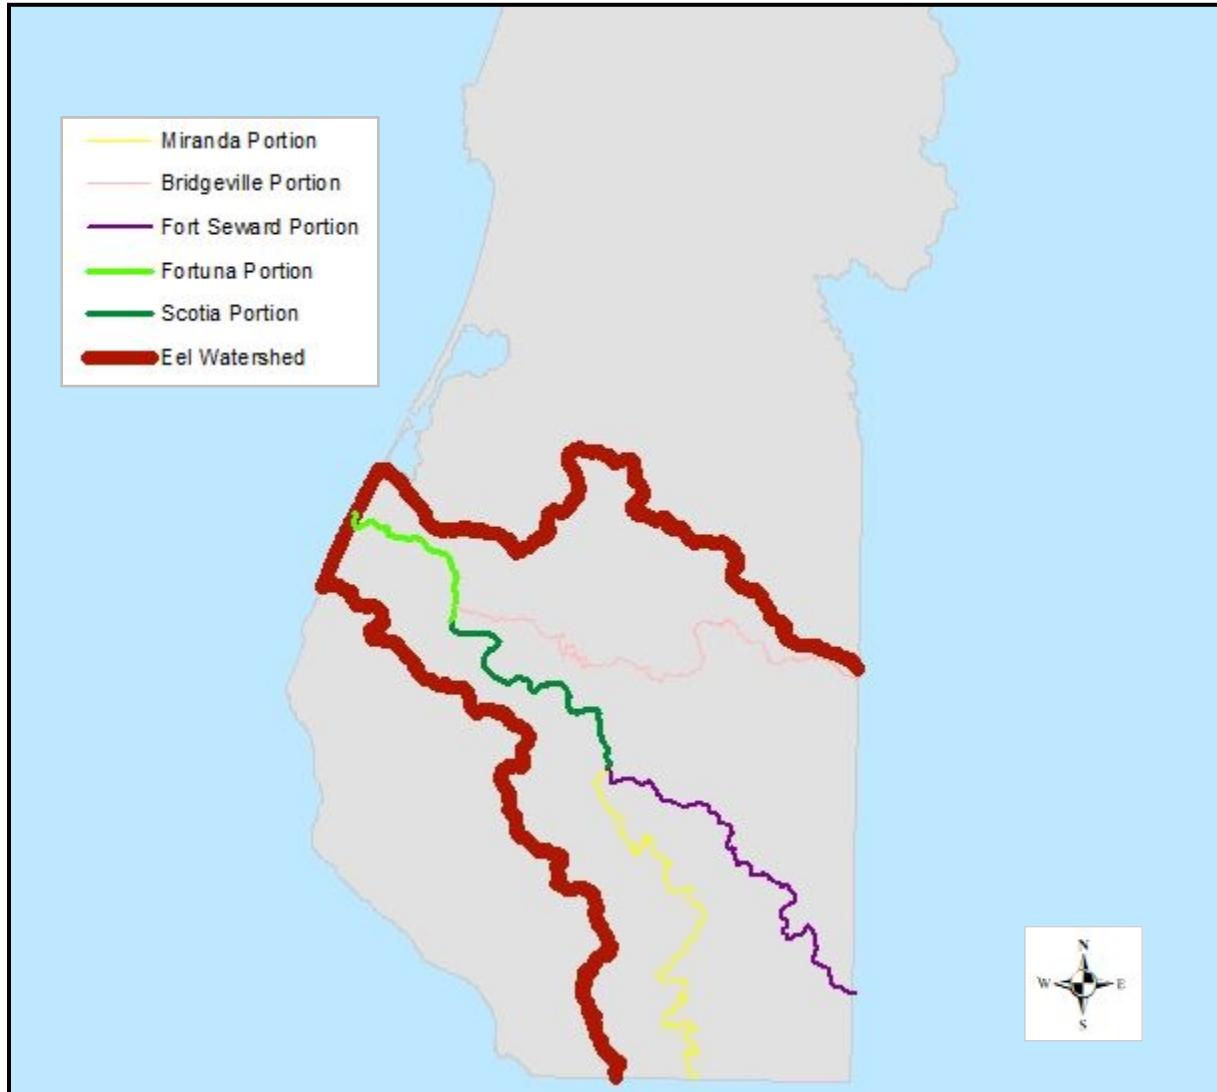 Miranda Portion
Bridgeville Portion
Fort Seward Portion
Fortuna Portion
Scotia Portion
Eel Watershed
N
W E
S